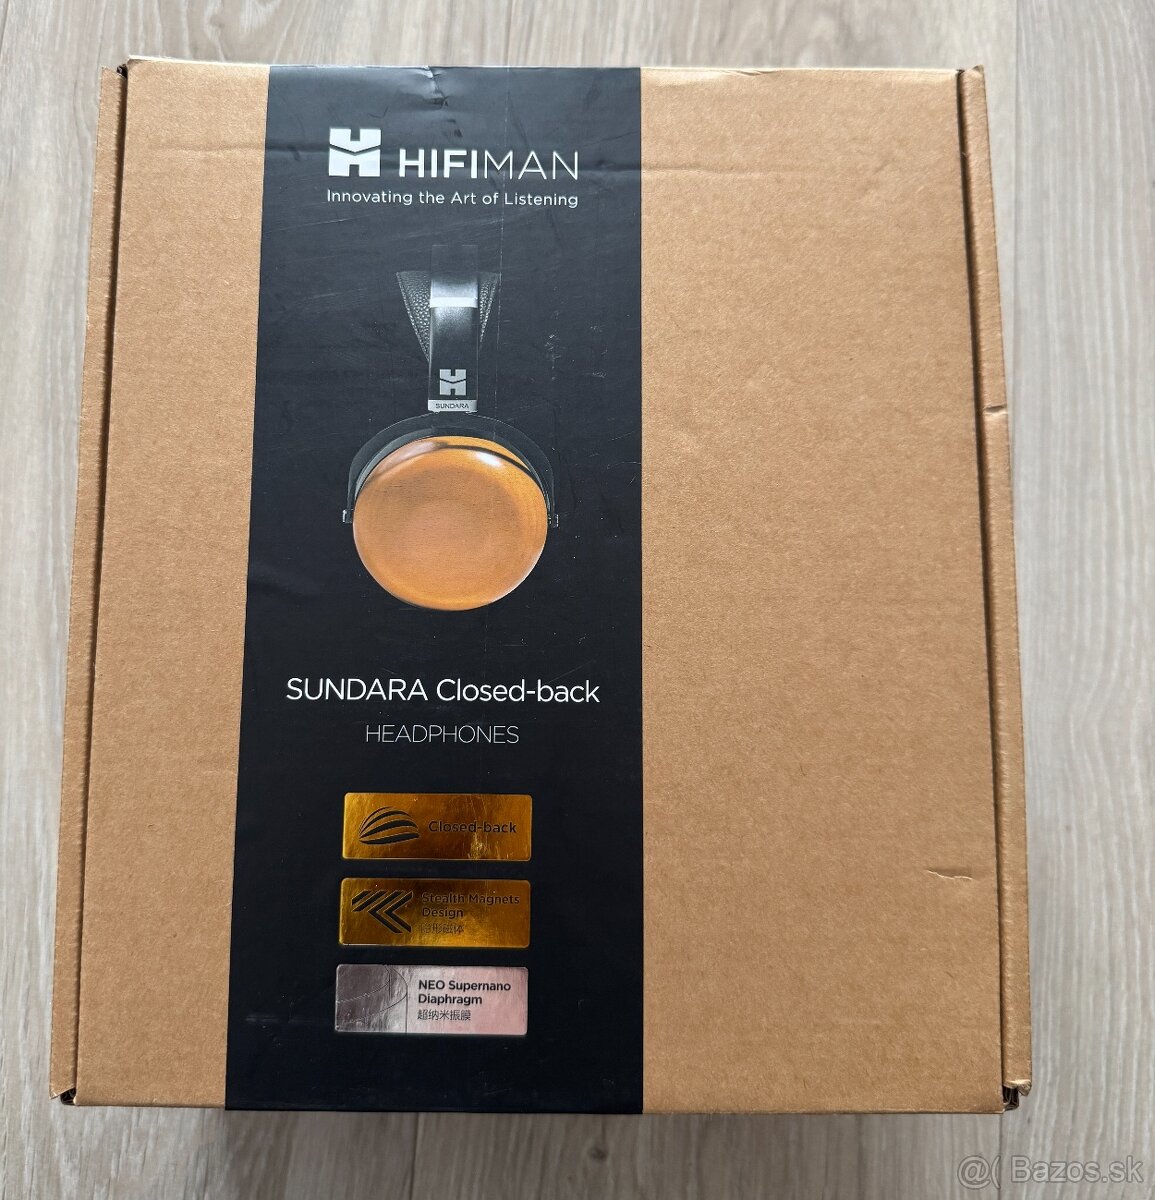 HIFIMAN
Innovating the Art of Listening
SUNDARA
SUNDARA Closed-back
HEADPHONES
Closed-back
Stealth Magnets
Design
隐形磁体
NEO Supernano
Diaphragm
超纳米振膜
@( Bazos.sk